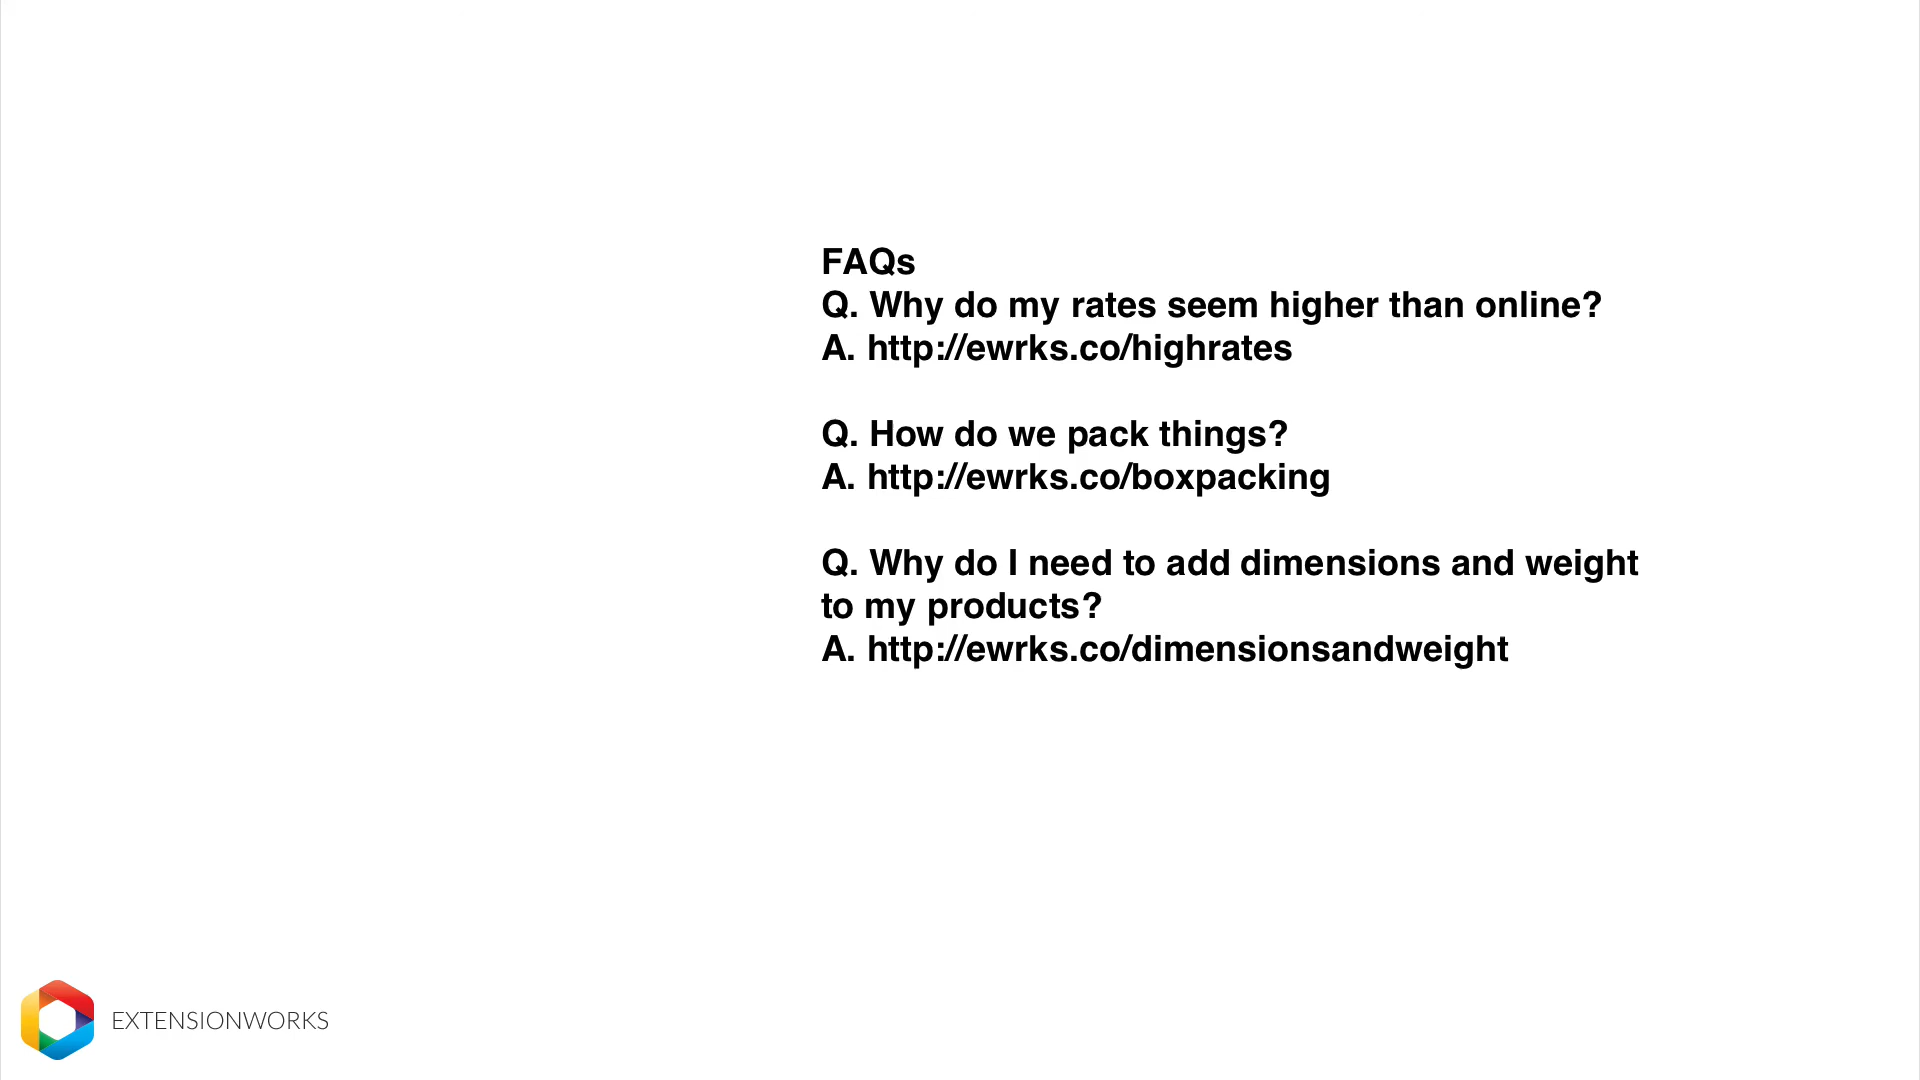 FAQs
Q. Why do my rates seem higher than online?
A. http://ewrks.co/highrates
Q. How do we pack things?
A. http://ewrks.co/boxpacking
Q. Why do I need to add dimensions and weight
to my products?
A. http://ewrks.co/dimensionsandweight
EXTENSIONWORKS